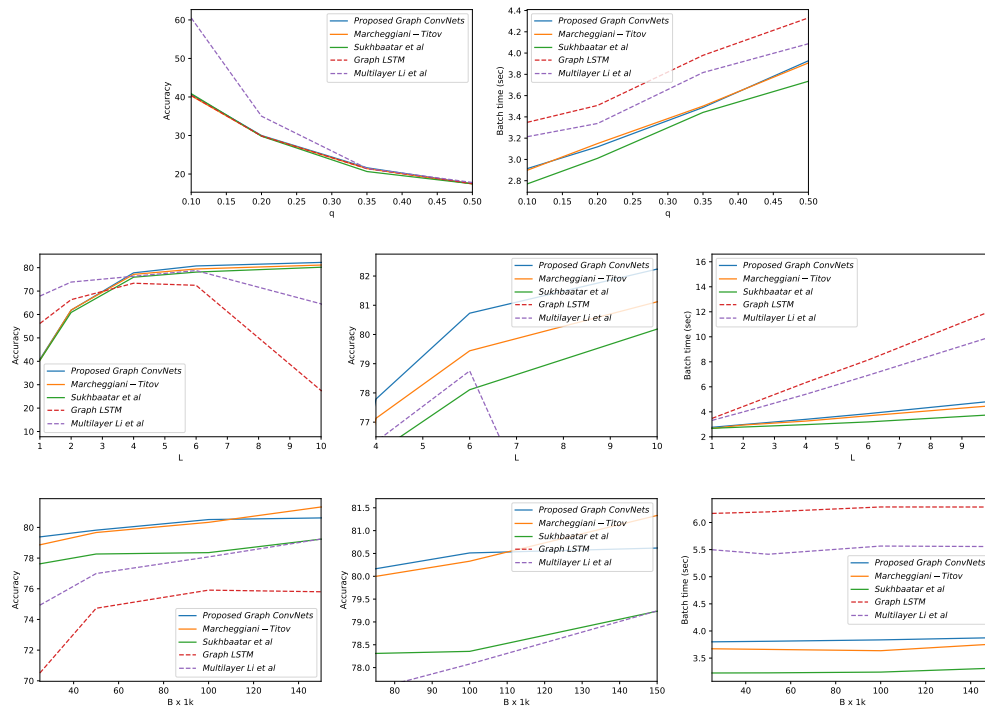 60
50
40
30
20
Accuracy
0.10 0.15 0.20 0.25 0.30 0.35 0.40 0.45 0.50
q
Proposed Graph ConvNets
Marcheggiani−Titov
Sukhbaatar et al
Graph LSTM
Multilayer Li et al
4.4
4.2
4.0
3.8
3.6
3.4
3.2
3.0
2.8
Batch time (sec)
0.10 0.15 0.20 0.25 0.30 0.35 0.40 0.45 0.50
q
Proposed Graph ConvNets
Marcheggiani−Titov
Sukhbaatar et al
Graph LSTM
Multilayer Li et al
80
70
60
50
40
30
20
10
Accuracy
1 2 3 4 5 6 7 8 9 10
L
Proposed Graph ConvNets
Marcheggiani−Titov
Sukhbaatar et al
Graph LSTM
Multilayer Li et al
82
81
80
79
78
77
Accuracy
4 5 6 7 8 9 10
L
Proposed Graph ConvNets
Marcheggiani−Titov
Sukhbaatar et al
Graph LSTM
Multilayer Li et al
16
14
12
10
8
6
4
2
Batch time (sec)
1 2 3 4 5 6 7 8 9
L
Proposed Graph ConvNets
Marcheggiani−Titov
Sukhbaatar et al
Graph LSTM
Multilayer Li et al
80
78
76
74
72
70
Accuracy
40 60 80 100 120 140
B x 1k
Proposed Graph ConvNets
Marcheggiani−Titov
Sukhbaatar et al
Graph LSTM
Multilayer Li et al
81.5
81.0
80.5
80.0
79.5
79.0
78.5
78.0
Accuracy
80 90 100 110 120 130 140 150
B x 1k
Proposed Graph ConvNets
Marcheggiani−Titov
Sukhbaatar et al
Graph LSTM
Multilayer Li et al
6.0
5.5
5.0
4.5
4.0
3.5
Batch time (sec)
40 60 80 100 120 140
B x 1k
Proposed Graph ConvNets
Marcheggiani−Titov
Sukhbaatar et al
Graph LSTM
Multilayer Li et al